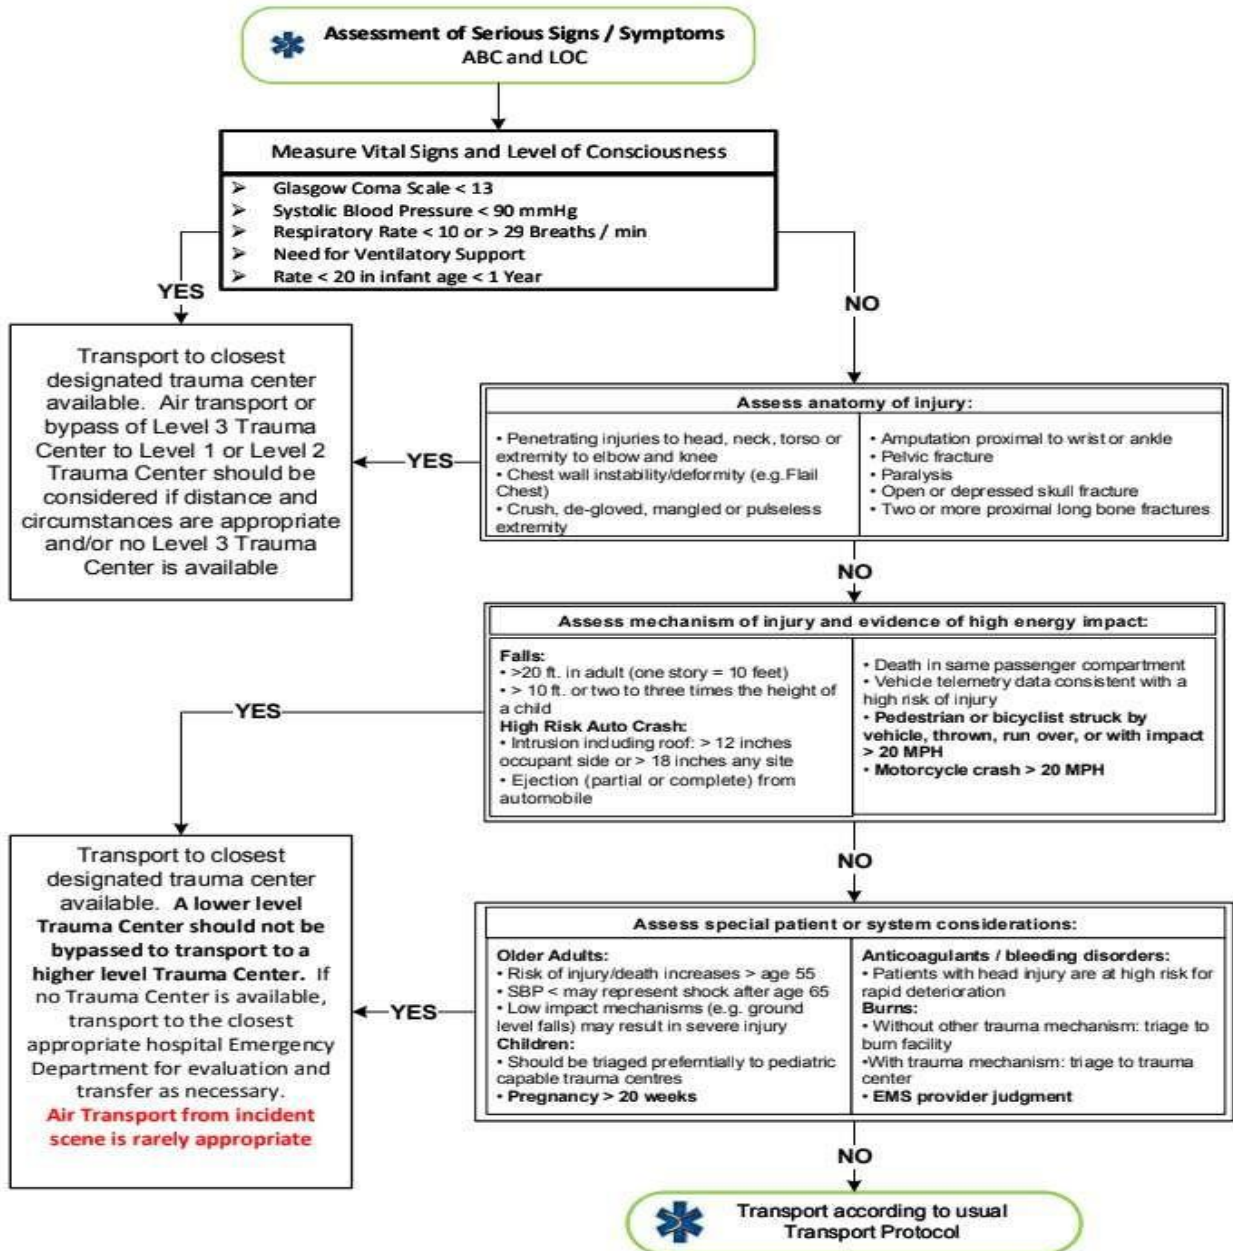 Assessment of Serious Signs / Symptoms
ABC and LOC
Measure Vital Signs and Level of Consciousness
➢ Glasgow Coma Scale < 13
➢ Systolic Blood Pressure < 90 mmHg
➢ Respiratory Rate < 10 or > 29 Breaths / min
➢ Need for Ventilatory Support
➢ Rate < 20 in infant age < 1 Year
YES
NO
Transport to closest
designated trauma center
available. Air transport or
bypass of Level 3 Trauma
Center to Level 1 or Level 2
Trauma Center should be
considered if distance and
circumstances are appropriate
and/or no Level 3 Trauma
Center is available
YES
Assess anatomy of injury:
• Penetrating injuries to head, neck, torso or
extremity to elbow and knee
• Chest wall instability/deformity (e.g.Flail
Chest)
• Crush, de-gloved, mangled or pulseless
extremity
• Amputation proximal to wrist or ankle
• Pelvic fracture
• Paralysis
• Open or depressed skull fracture
• Two or more proximal long bone fractures
NO
Assess mechanism of injury and evidence of high energy impact:
Falls:
• >20 ft. in adult (one story = 10 feet)
• > 10 ft. or two to three times the height of
a child
High Risk Auto Crash:
• Intrusion including roof: > 12 inches
occupant side or > 18 inches any site
• Ejection (partial or complete) from
automobile
• Death in same passenger compartment
• Vehicle telemetry data consistent with a
high risk of injury
• Pedestrian or bicyclist struck by
vehicle, thrown, run over, or with impact
> 20 MPH
• Motorcycle crash > 20 MPH
YES
NO
Transport to closest
designated trauma center
available. A lower level
Trauma Center should not be
bypassed to transport to a
higher level Trauma Center. If
no Trauma Center is available,
transport to the closest
appropriate hospital Emergency
Department for evaluation and
transfer as necessary.
Air Transport from incident
scene is rarely appropriate
YES
Assess special patient or system considerations:
Older Adults:
• Risk of injury/death increases > age 55
• SBP < may represent shock after age 65
• Low impact mechanisms (e.g. ground
level falls) may result in severe injury
Children:
• Should be triaged prefemtially to pediatric
capable trauma centres
• Pregnancy > 20 weeks
Anticoagulants / bleeding disorders:
• Patients with head injury are at high risk for
rapid deterioration
Burns:
• Without other trauma mechanism: triage to
burn facility
•With trauma mechanism: triage to trauma
center
• EMS provider judgment
NO
Transport according to usual
Transport Protocol